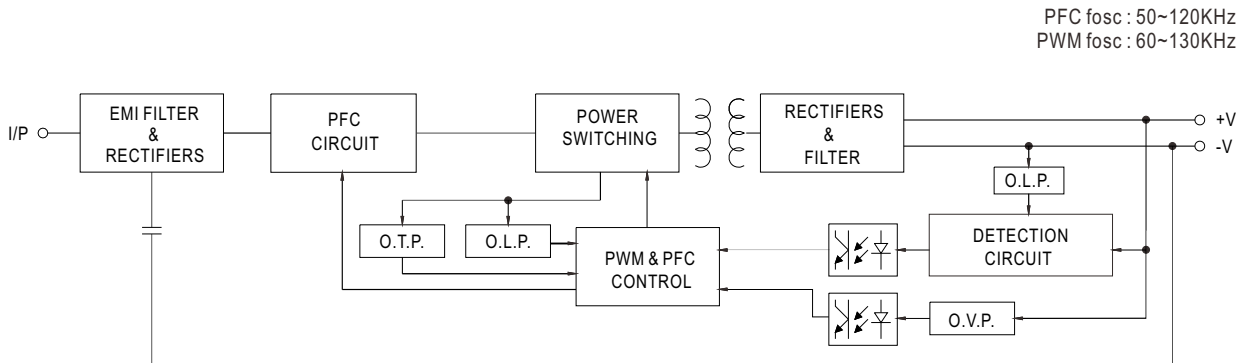 PFC fosc : 50~120KHz
PWM fosc : 60~130KHz
I/P
EMI FILTER
&
RECTIFIERS
PFC
CIRCUIT
POWER
SWITCHING
RECTIFIERS
&
FILTER
+V
-V
O.L.P.
O.T.P.
O.L.P.
PWM & PFC
CONTROL
DETECTION
CIRCUIT
O.V.P.